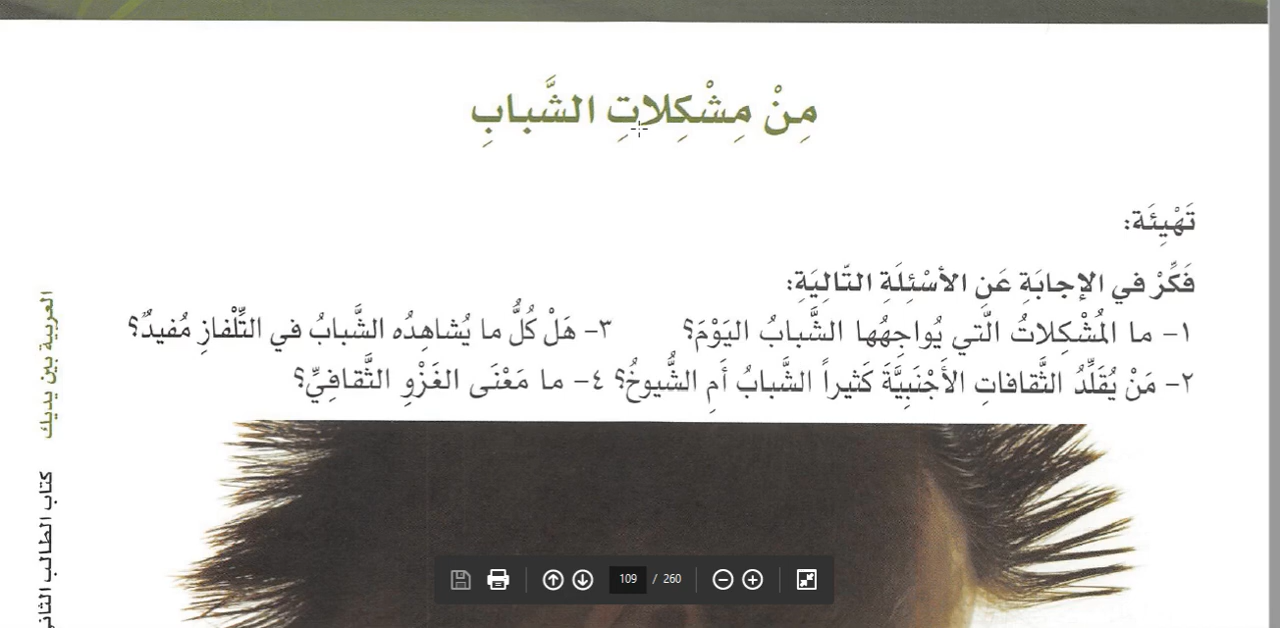 مِنْ مِشْكِلاتِ الشَّبابِ
تَهْيِئَة:
فَكِّرْ في الإجابَةِ عَنِ الأسْئِلَةِ التّالِيَةِ:
١- ما المُشْكِلاتُ الَّتي يُواجِهُها الشَّبابُ اليَوْمَ؟
٢- مَنْ يُقَلِّدُ الثَّقافاتِ الأَجْنَبِيَّةَ كَثيراً الشَّبابُ أَمِ الشُّيوخُ؟
٣- هَلْ كُلُّ ما يُشاهِدُه الشَّبابُ في التِّلْفازِ مُفيدٌ؟
٤- ما مَعْنَى الغَزْوِ الثَّقافِيِّ؟
العربية بين يديك
كتاب الطالب الثاني
109 / 260